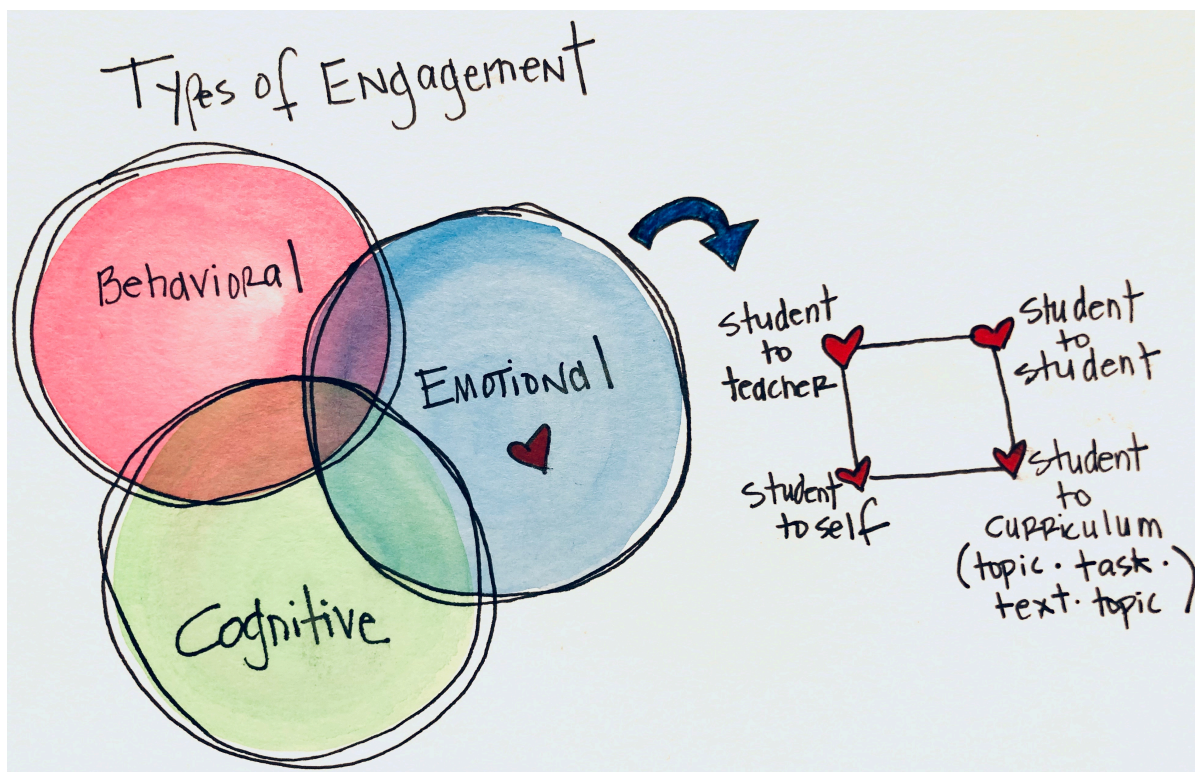 Types of Engagement
Behavioral
Emotional
Cognitive
student
to
teacher
student
to
student
student
to self
student
to
curriculum
(topic · task ·
text · topic)